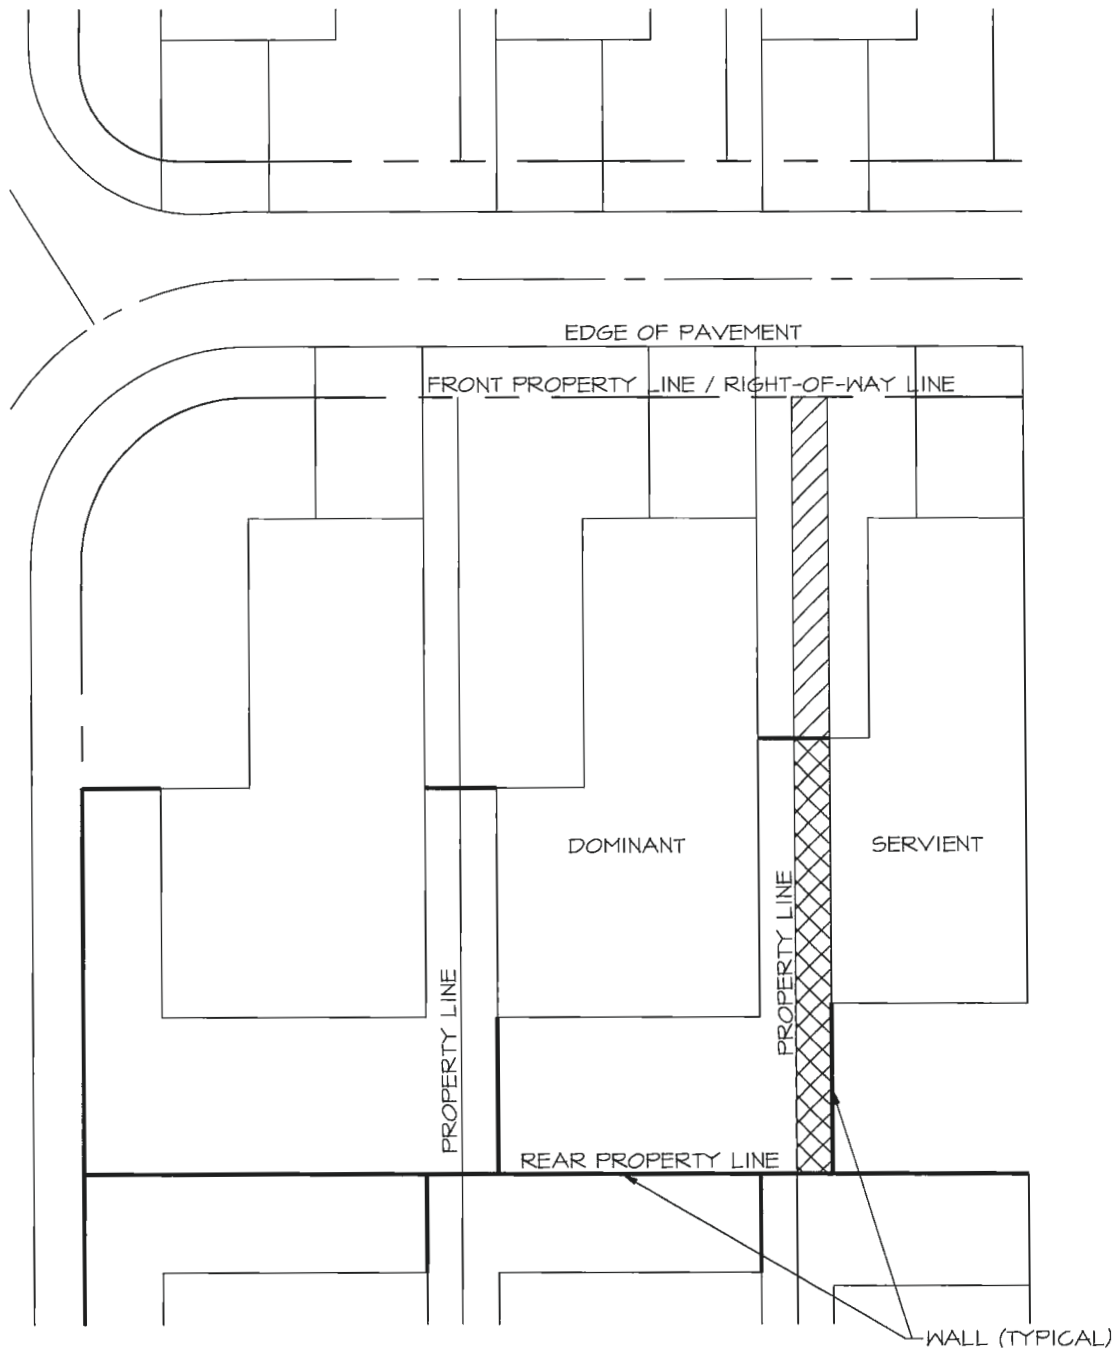 EDGE OF PAVEMENT
FRONT PROPERTY LINE / RIGHT-OF-WAY LINE
DOMINANT
SERVIENT
PROPERTY LINE
PROPERTY LINE
REAR PROPERTY LINE
WALL (TYPICAL)